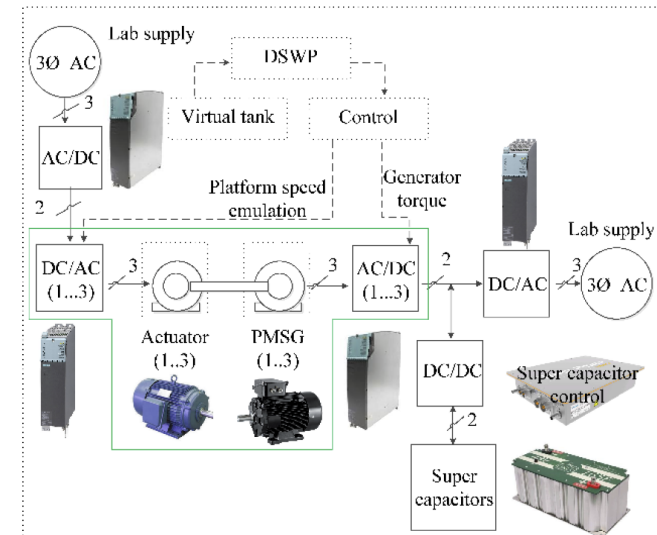 Lab supply
3Ø AC
DSWP
3
Virtual tank
Control
AC/DC
Platform speed
emulation
Generator
torque
2
Lab supply
DC/AC
(1...3)
3
3
AC/DC
(1...3)
2
DC/AC
3
3Ø AC
Actuator
(1..3)
PMSG
(1..3)
DC/DC
Super capacitor
control
2
Super
capacitors